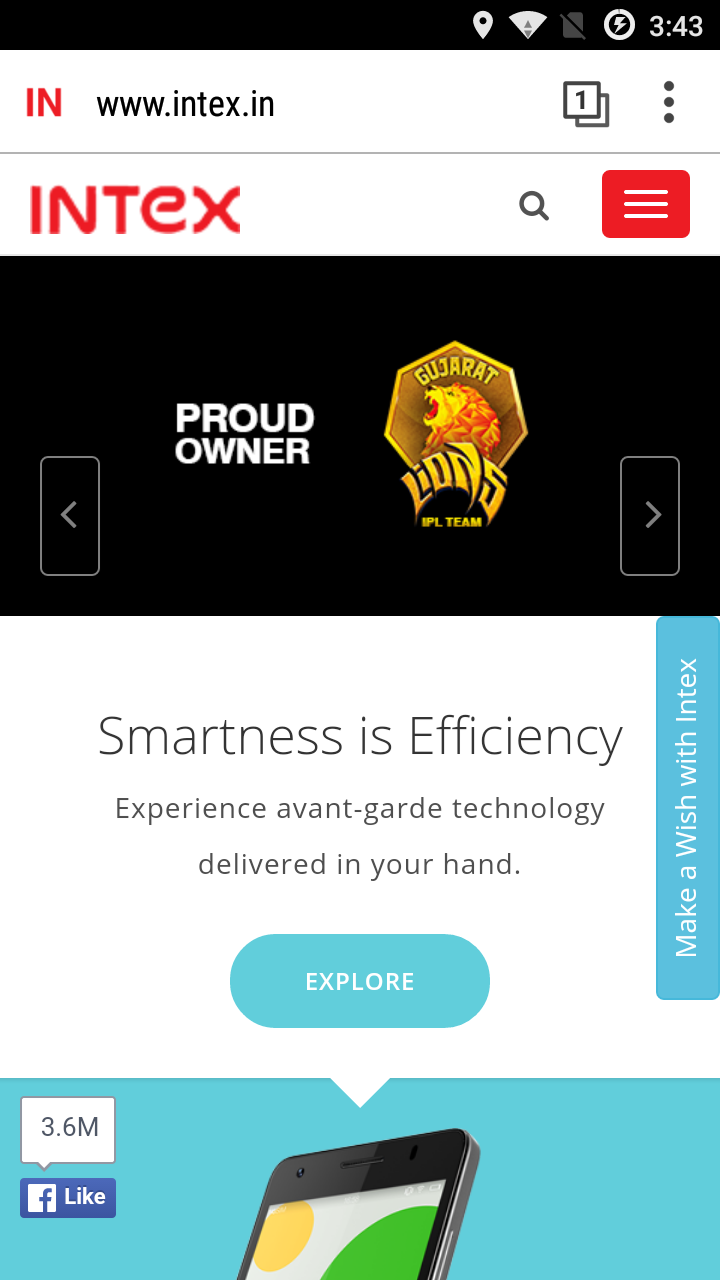 3:43
IN www.intex.in 1
INTEX
PROUD
OWNER
GUJARAT
LIONS
IPL TEAM
Smartness is Efficiency
Experience avant-garde technology
delivered in your hand.
EXPLORE
Make a Wish with Intex
3.6M
f Like